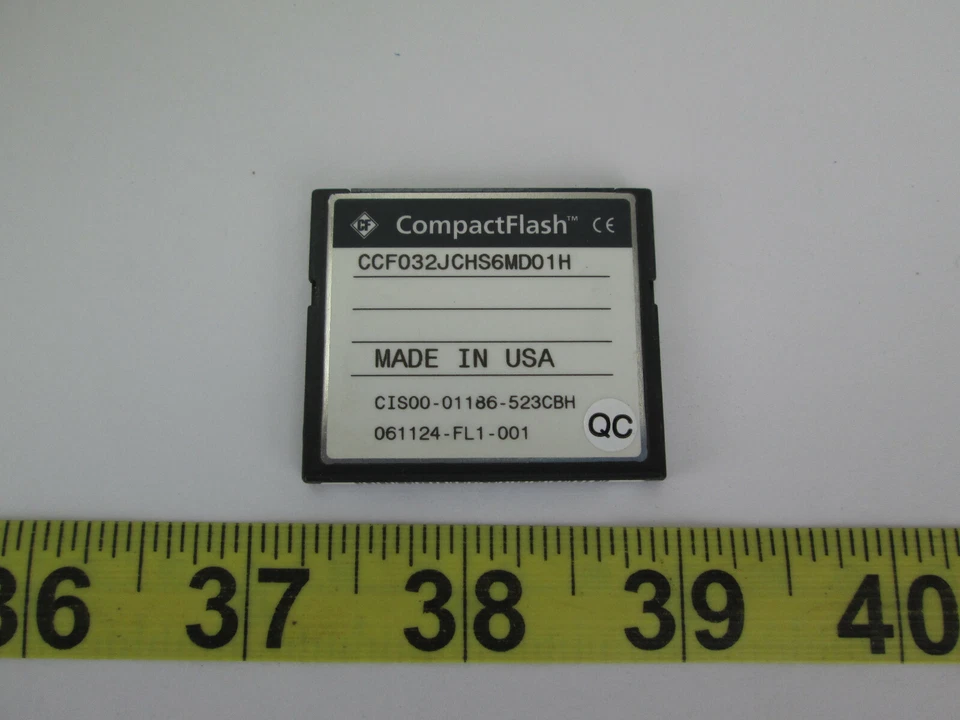 CF CompactFlash™ CE
CCF032JCHS6MD01H
MADE IN USA
CIS00-01186-523CBH
061124-FL1-001
QC
36 37 38 39 40